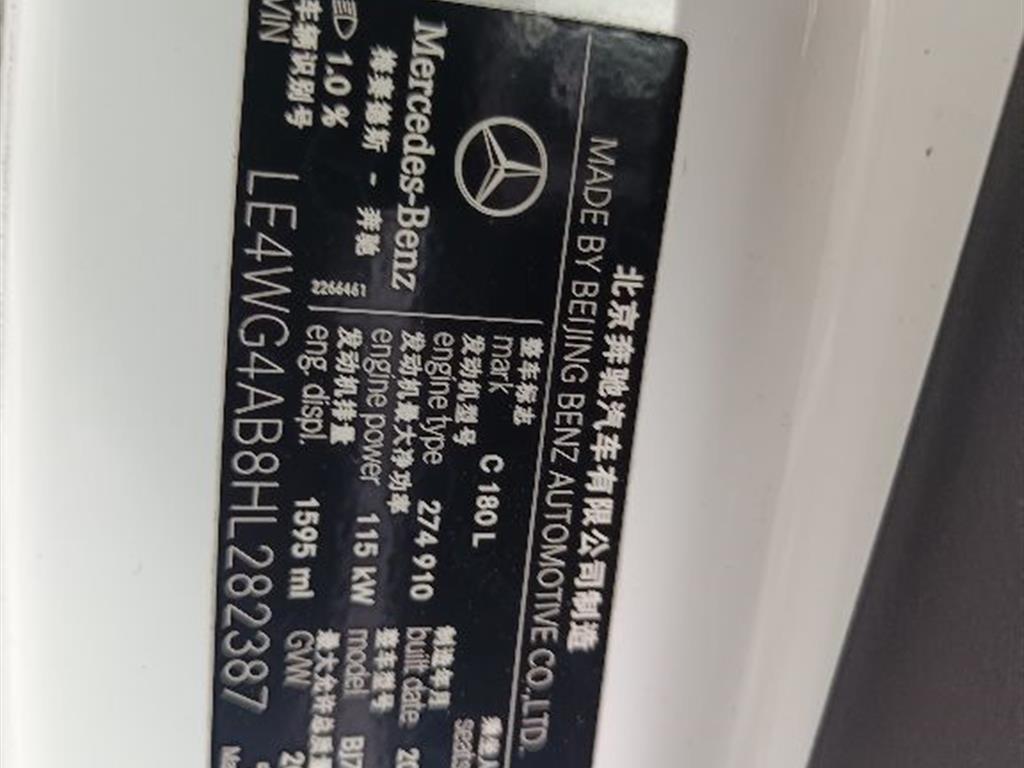 北京奔驰汽车有限公司制造
MADE BY BEIJING BENZ AUTOMOTIVE CO.,LTD.
Mercedes-Benz
梅赛德斯 - 奔驰
1.0 %
2266461
整车标志
mark C 180 L
发动机型号
engine type 274 910
发动机最大净功率
engine power 115 kW
发动机排量
eng. displ. 1595 ml
seats
制造年月
built date 20
整车型号
model BJ7
最大允许总质量
GVW
车辆识别号
VIN LE4WG4AB8HL282387